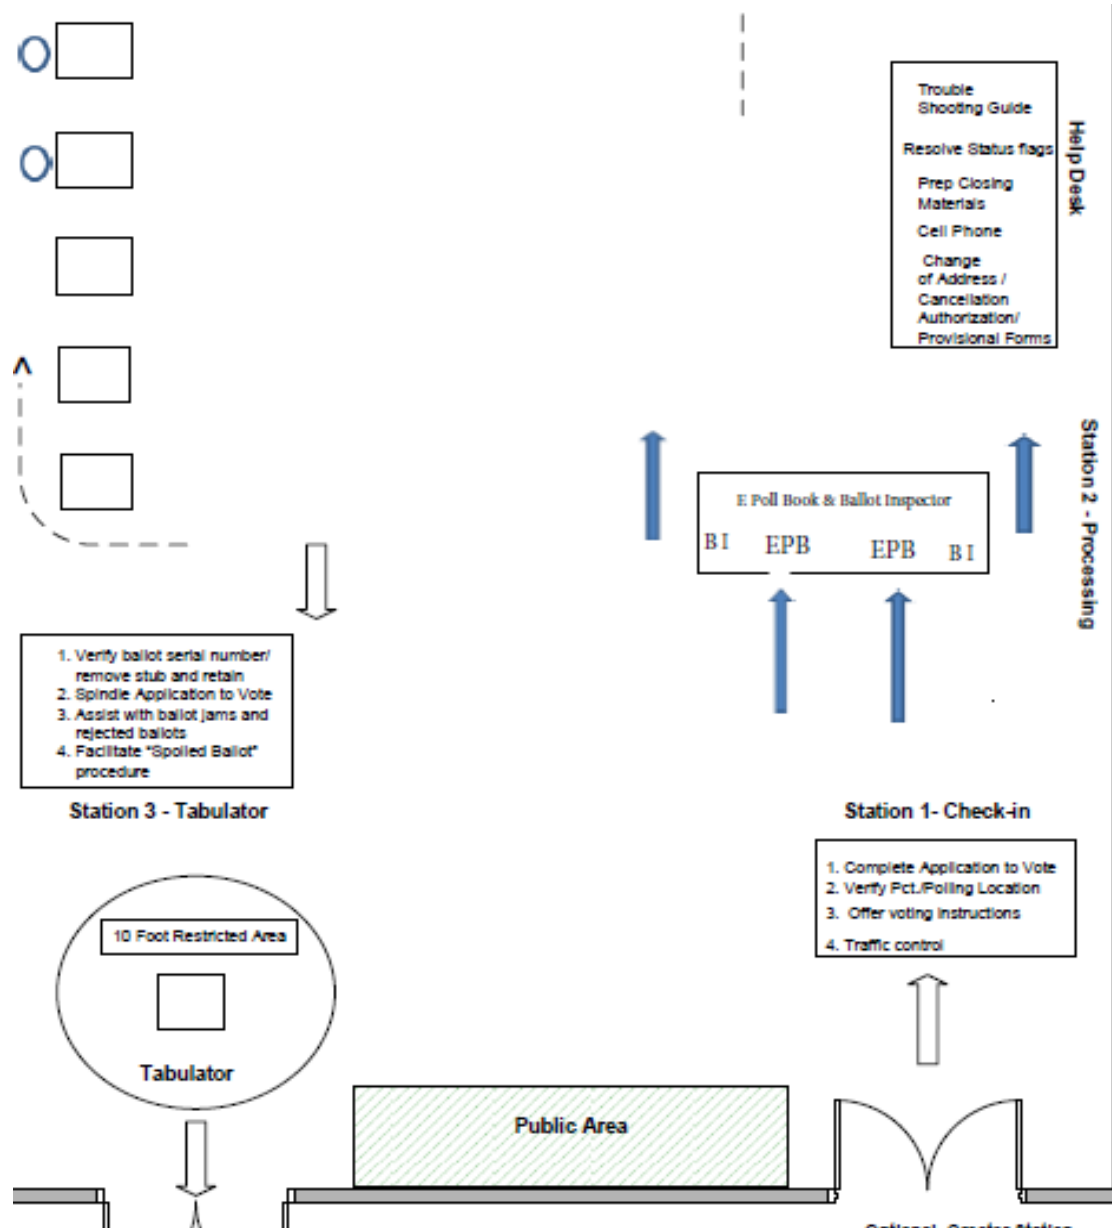 Trouble
Shooting Guide
Resolve Status flags
Prep Closing
Materials
Cell Phone
Change
of Address /
Cancellation
Authorization/
Provisional Forms
Help Desk
E Poll Book & Ballot Inspector
B I EPB EPB B I
Station 2 - Processing
1. Verify ballot serial number/
remove stub and retain
2. Spindle Application to Vote
3. Assist with ballot jams and
rejected ballots
4. Facilitate "Spoiled Ballot"
procedure
Station 3 - Tabulator
Station 1- Check-in
1. Complete Application to Vote
2. Verify Pct./Polling Location
3. Offer voting instructions
4. Traffic control
10 Foot Restricted Area
Tabulator
Public Area
Optional Greeter Station